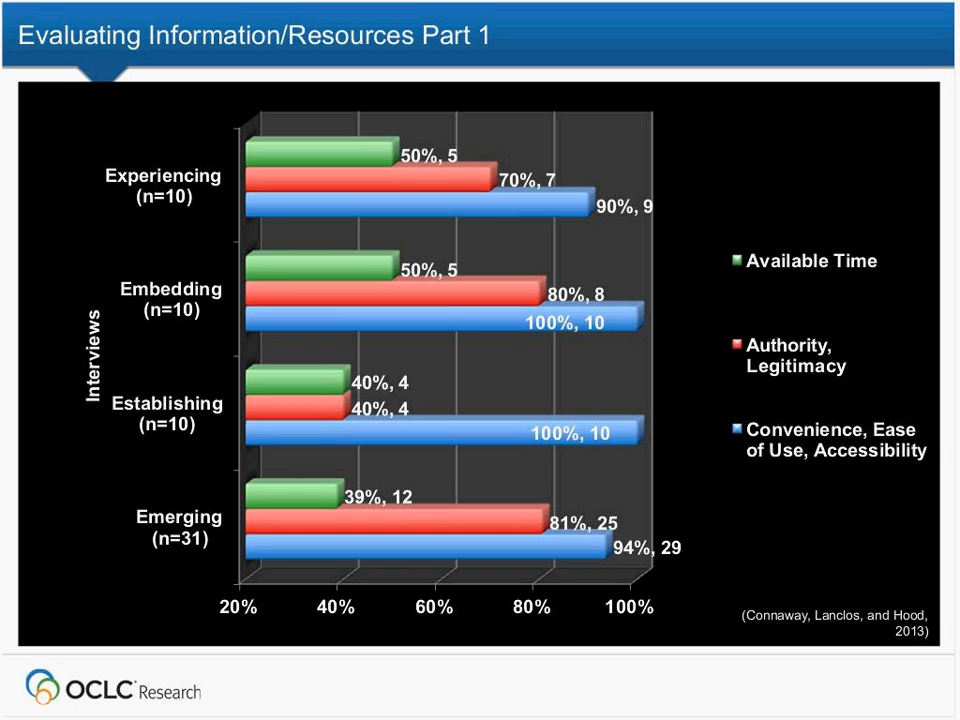 Evaluating Information/Resources Part 1
Interviews
Experiencing
(n=10)
50%, 5
70%, 7
90%, 9
Embedding
(n=10)
50%, 5
80%, 8
100%, 10
Establishing
(n=10)
40%, 4
40%, 4
100%, 10
Emerging
(n=31)
39%, 12
81%, 25
94%, 29
20% 40% 60% 80% 100%
Available Time
Authority,
Legitimacy
Convenience, Ease
of Use, Accessibility
(Connaway, Lanclos, and Hood,
2013)
OCLC Research